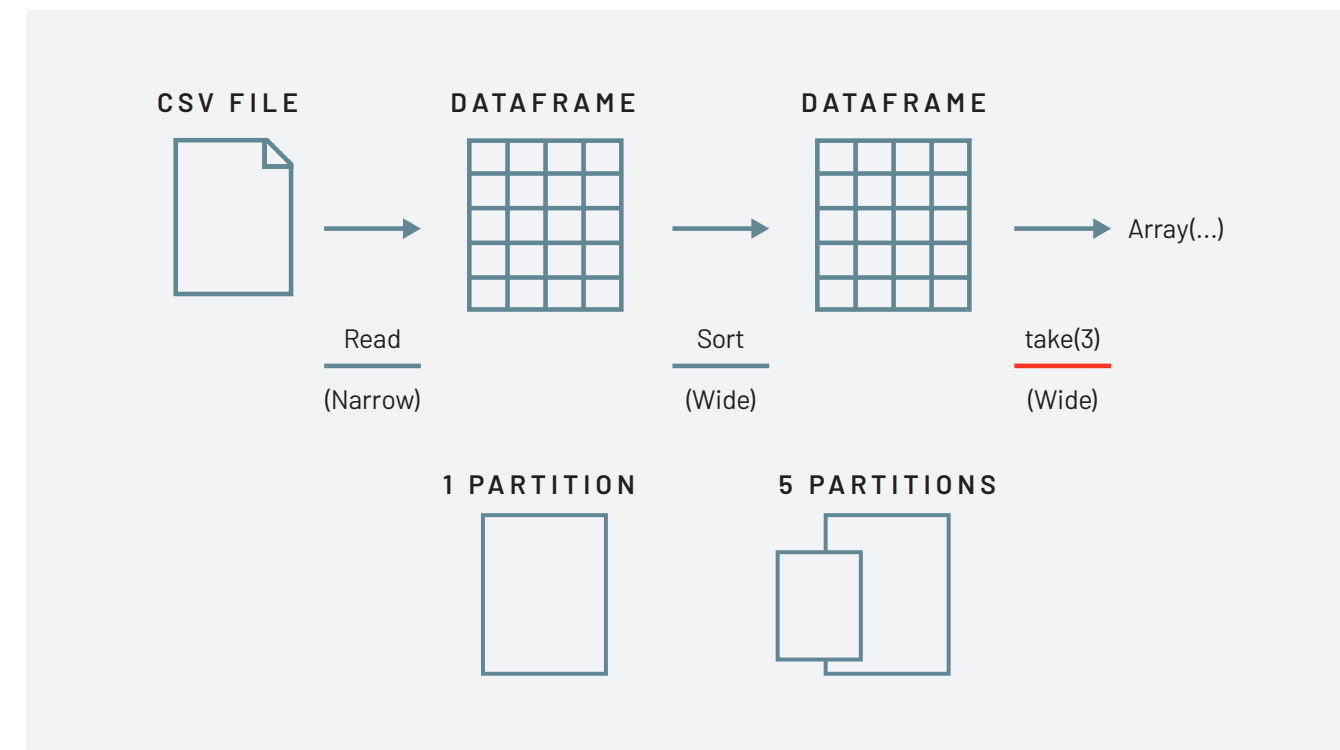 CSV FILE
DATAFRAME
DATAFRAME
Array(...)
Read
(Narrow)
Sort
(Wide)
take(3)
(Wide)
1 PARTITION
5 PARTITIONS